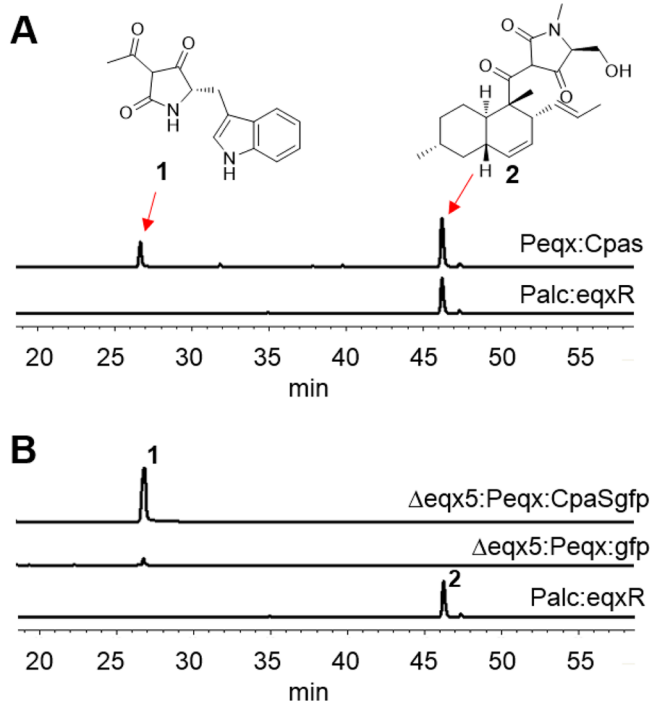 A
O
O
O
N
H
N
H
1
O
N
O
O
OH
H
H
2
Peqx:Cpas
Palc:eqxR
20 25 30 35 40 45 50 55
min
B
1
Δeqx5:Peqx:CpaSgfp
Δeqx5:Peqx:gfp
2
Palc:eqxR
20 25 30 35 40 45 50 55
min